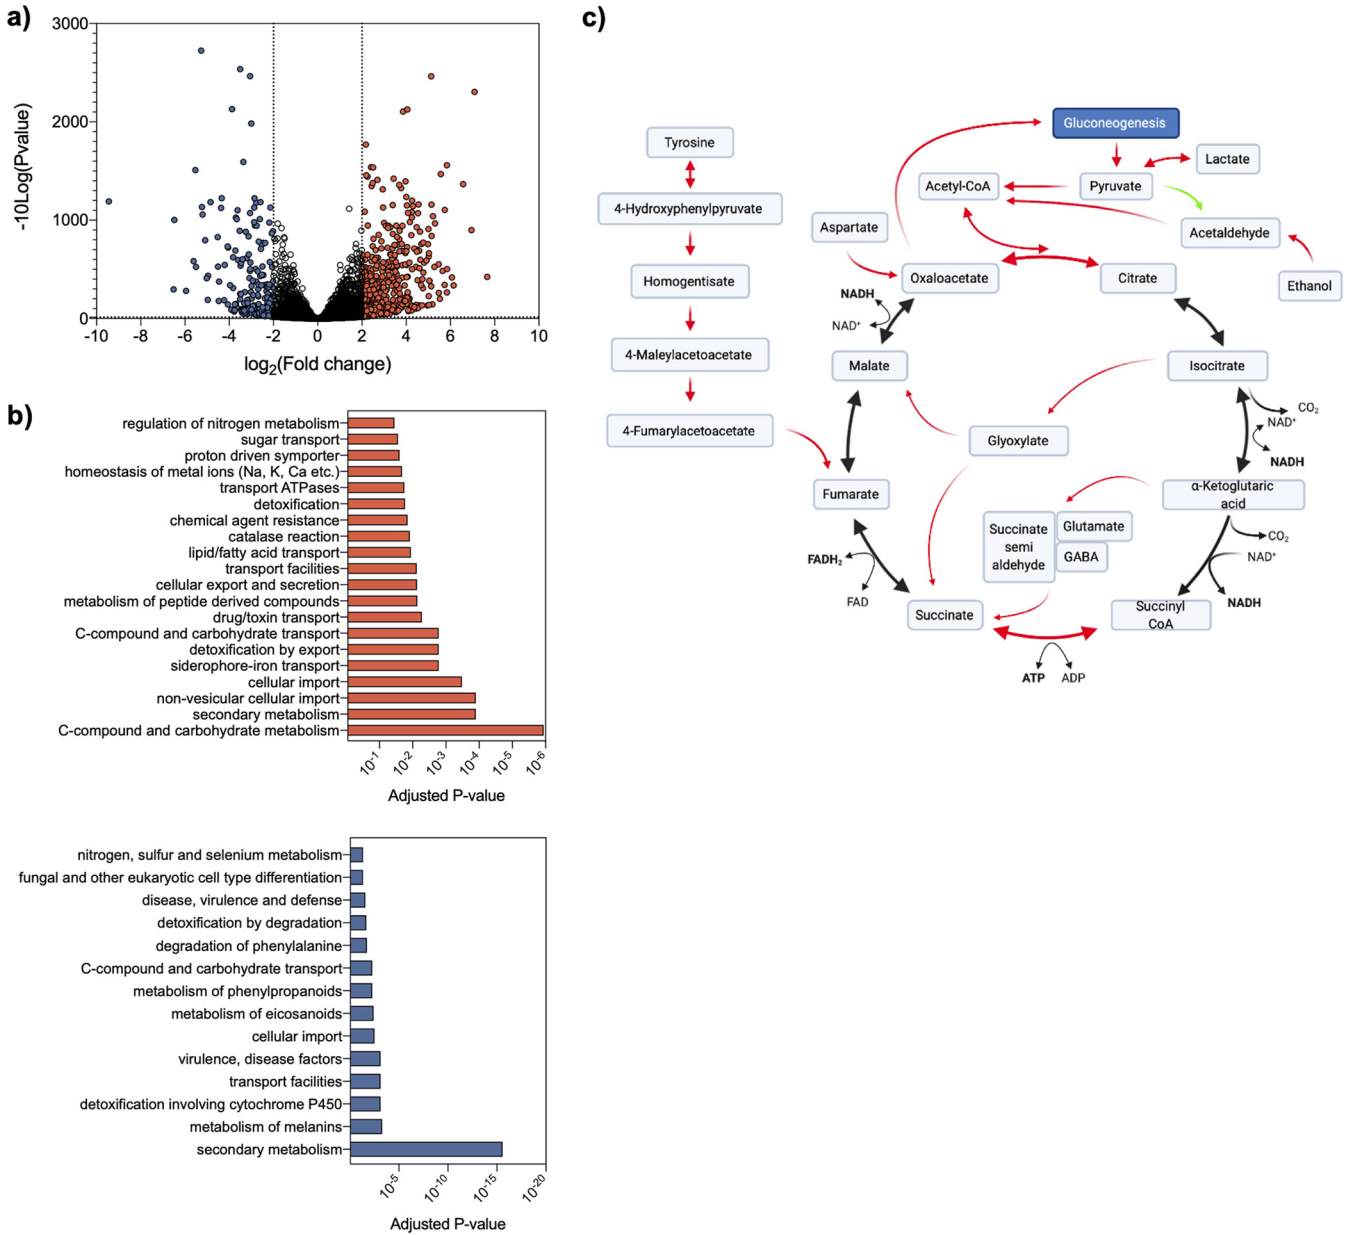 a)
3000
2000
1000
0
-10Log(Pvalue)
-10 -8 -6 -4 -2 0 2 4 6 8 10
log2(Fold change)
b)
regulation of nitrogen metabolism
sugar transport
proton driven symporter
homeostasis of metal ions (Na, K, Ca etc.)
transport ATPases
detoxification
chemical agent resistance
catalase reaction
lipid/fatty acid transport
transport facilities
cellular export and secretion
metabolism of peptide derived compounds
drug/toxin transport
C-compound and carbohydrate transport
detoxification by export
siderophore-iron transport
cellular import
non-vesicular cellular import
secondary metabolism
C-compound and carbohydrate metabolism
10-1 10-2 10-3 10-4 10-5 10-6
Adjusted P-value
nitrogen, sulfur and selenium metabolism
fungal and other eukaryotic cell type differentiation
disease, virulence and defense
detoxification by degradation
degradation of phenylalanine
C-compound and carbohydrate transport
metabolism of phenylpropanoids
metabolism of eicosanoids
cellular import
virulence, disease factors
transport facilities
detoxification involving cytochrome P450
metabolism of melanins
secondary metabolism
10-5 10-10 10-15 10-20
Adjusted P-value
c)
Tyrosine
4-Hydroxyphenylpyruvate
Homogentisate
4-Maleylacetoacetate
4-Fumarylacetoacetate
Gluconeogenesis
Lactate
Acetyl-CoA
Pyruvate
Aspartate
Acetaldehyde
Oxaloacetate
Citrate
Ethanol
NADH
NAD+
Malate
Isocitrate
CO2
NAD+
NADH
Glyoxylate
Fumarate
α-Ketoglutaric
acid
Succinate
semi
aldehyde
Glutamate
GABA
CO2
NAD+
NADH
FADH2
FAD
Succinate
Succinyl
CoA
ATP
ADP